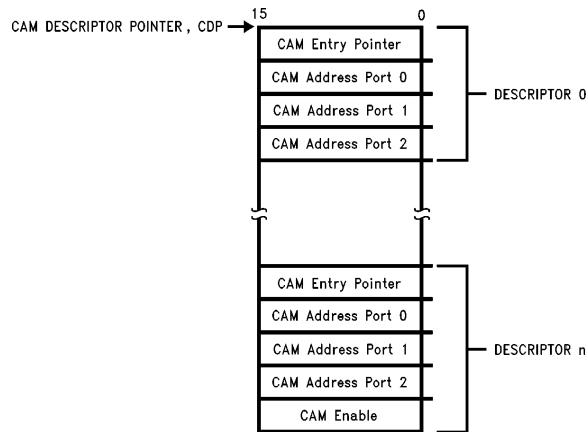 15 0
CAM DESCRIPTOR POINTER, CDP
CAM Entry Pointer
CAM Address Port 0
CAM Address Port 1
CAM Address Port 2
DESCRIPTOR 0
CAM Entry Pointer
CAM Address Port 0
CAM Address Port 1
CAM Address Port 2
CAM Enable
DESCRIPTOR n